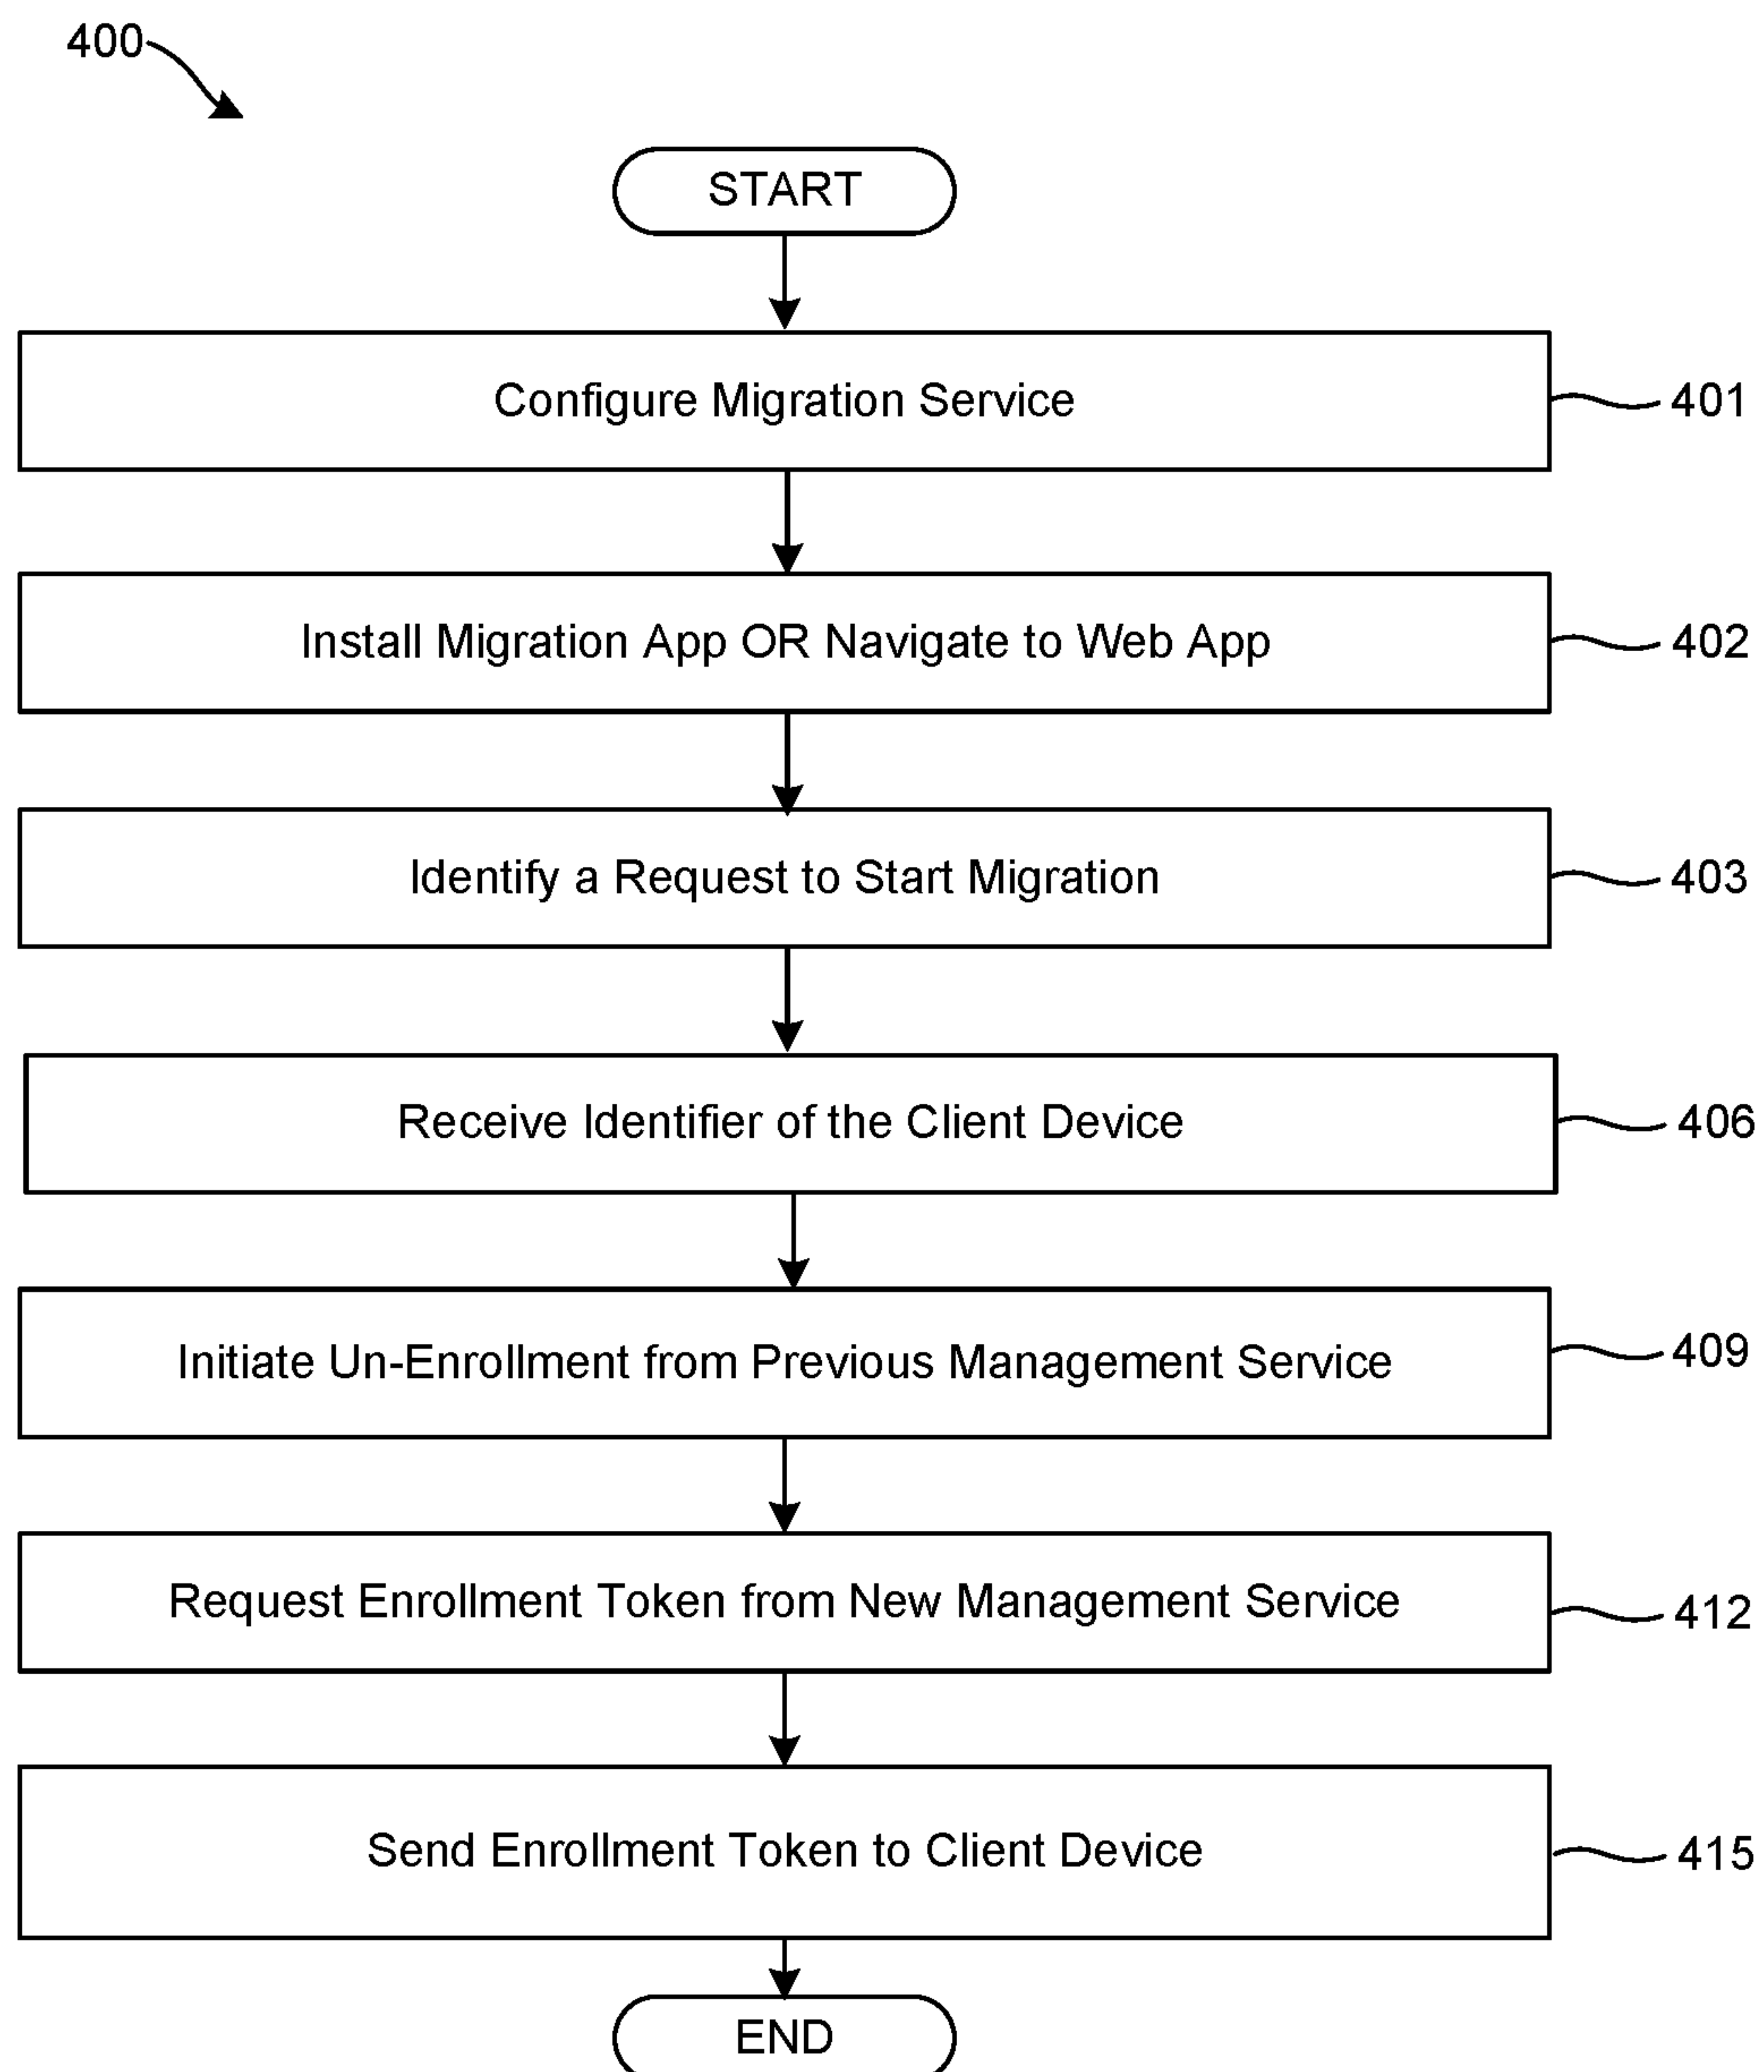 400
START
Configure Migration Service
401
Install Migration App OR Navigate to Web App
402
Identify a Request to Start Migration
403
Receive Identifier of the Client Device
406
Initiate Un-Enrollment from Previous Management Service
409
Request Enrollment Token from New Management Service
412
Send Enrollment Token to Client Device
415
END